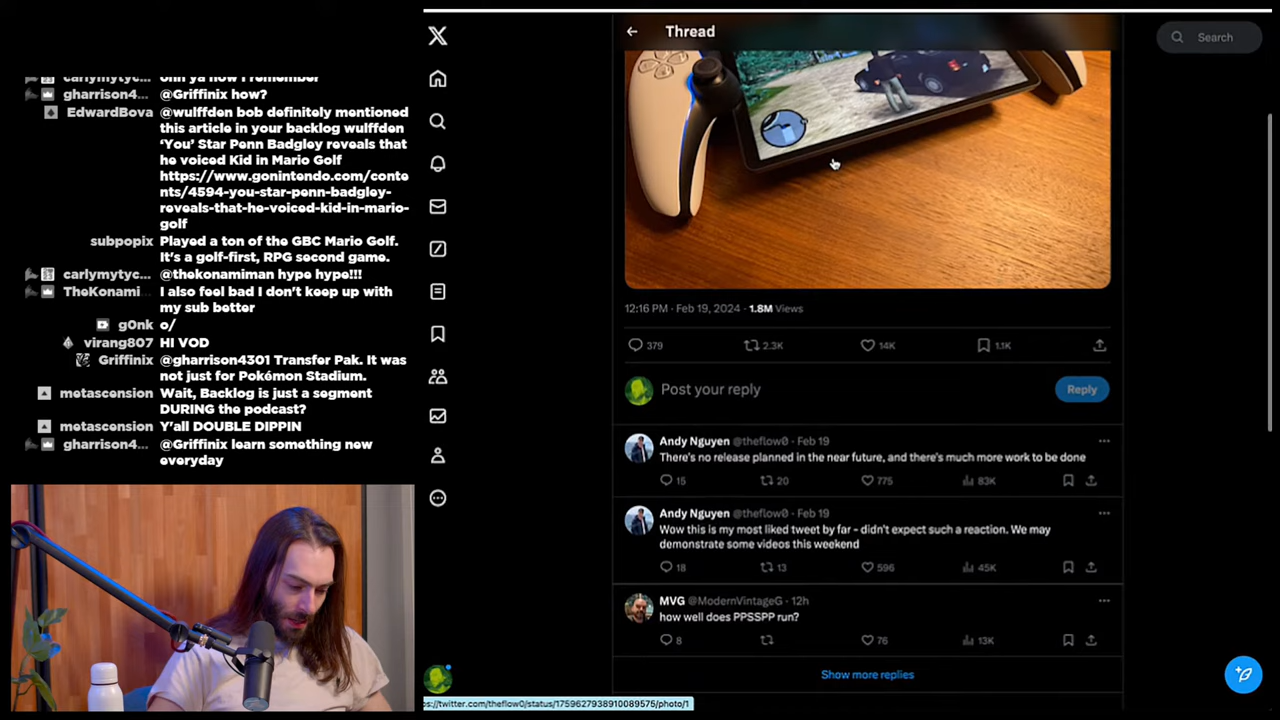 carlymytyc... ohh ya now I remember
gharrison4... @Griffinix how?
EdwardBova @wulffden bob definitely mentioned
this article in your backlog wulffden
‘You’ Star Penn Badgley reveals that
he voiced Kid in Mario Golf
https://www.gonintendo.com/conte
nts/4594-you-star-penn-badgley-
reveals-that-he-voiced-kid-in-mario-
golf
subpopix Played a ton of the GBC Mario Golf.
It's a golf-first, RPG second game.
carlymytyc... @thekonamiman hype hype!!!
TheKonami... I also feel bad I don't keep up with
my sub better
g0nk o/
virang807 HI VOD
Griffinix @gharrison4301 Transfer Pak. It was
not just for Pokémon Stadium.
metascension Wait, Backlog is just a segment
DURING the podcast?
metascension Y'all DOUBLE DIPPIN
gharrison4... @Griffinix learn something new
everyday
Thread
Search
12:16 PM · Feb 19, 2024 · 1.8M Views
379 2.3K 14K 1.1K
Post your reply
Reply
Andy Nguyen @theflow0 · Feb 19
There's no release planned in the near future, and there's much more work to be done
15 20 775 83K
Andy Nguyen @theflow0 · Feb 19
Wow this is my most liked tweet by far - didn't expect such a reaction. We may
demonstrate some videos this weekend
18 13 596 45K
MVG @ModernVintageG · 12h
how well does PPSSPP run?
8 76 13K
Show more replies
ps://twitter.com/theflow0/status/1759627938910089575/photo/1